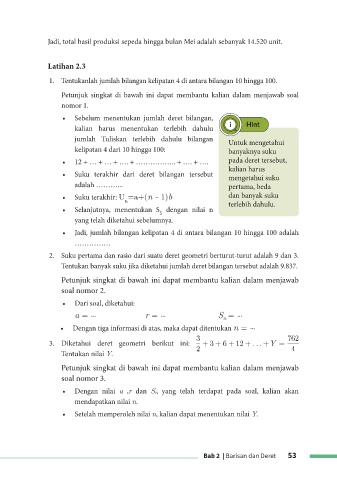 Jadi, total hasil produksi sepeda hingga bulan Mei adalah sebanyak 14.520 unit.
Latihan 2.3
1. Tentukanlah jumlah bilangan kelipatan 4 di antara bilangan 10 hingga 100.
Petunjuk singkat di bawah ini dapat membantu kalian dalam menjawab soal
nomor 1.
• Sebelum menentukan jumlah deret bilangan,
kalian harus menentukan terlebih dahulu
jumlah Tuliskan terlebih dahulu bilangan
kelipatan 4 dari 10 hingga 100:
• 12 + … + … + …. + …………….. + …. + ….
• Suku terakhir dari deret bilangan tersebut
adalah ………...
• Suku terakhir: Uₙ=a+(n − 1)b
• Selanjutnya, menentukan Sₙ dengan nilai n
yang telah diketahui sebelumnya.
i Hint
Untuk mengetahui
banyaknya suku
pada deret tersebut,
kalian harus
mengetahui suku
pertama, beda
dan banyak suku
terlebih dahulu.
• Jadi, jumlah bilangan kelipatan 4 di antara bilangan 10 hingga 100 adalah
……………
2. Suku pertama dan rasio dari suatu deret geometri berturut-turut adalah 9 dan 3.
Tentukan banyak suku jika diketahui jumlah deret bilangan tersebut adalah 9.837.
Petunjuk singkat di bawah ini dapat membantu kalian dalam menjawab
soal nomor 2.
• Dari soal, diketahui:
a = ··· r = ··· Sₙ = ···
• Dengan tiga informasi di atas, maka dapat ditentukan n = ···
3. Diketahui deret geometri berikut ini: 3/2 + 3 + 6 + 12 + . . . + Y = 762/4
Tentukan nilai Y.
Petunjuk singkat di bawah ini dapat membantu kalian dalam menjawab
soal nomor 3.
• Dengan nilai a ,r dan Sₙ yang telah terdapat pada soal, kalian akan
mendapatkan nilai n.
• Setelah memperoleh nilai n, kalian dapat menentukan nilai Y.
Bab 2 | Barisan dan Deret 53